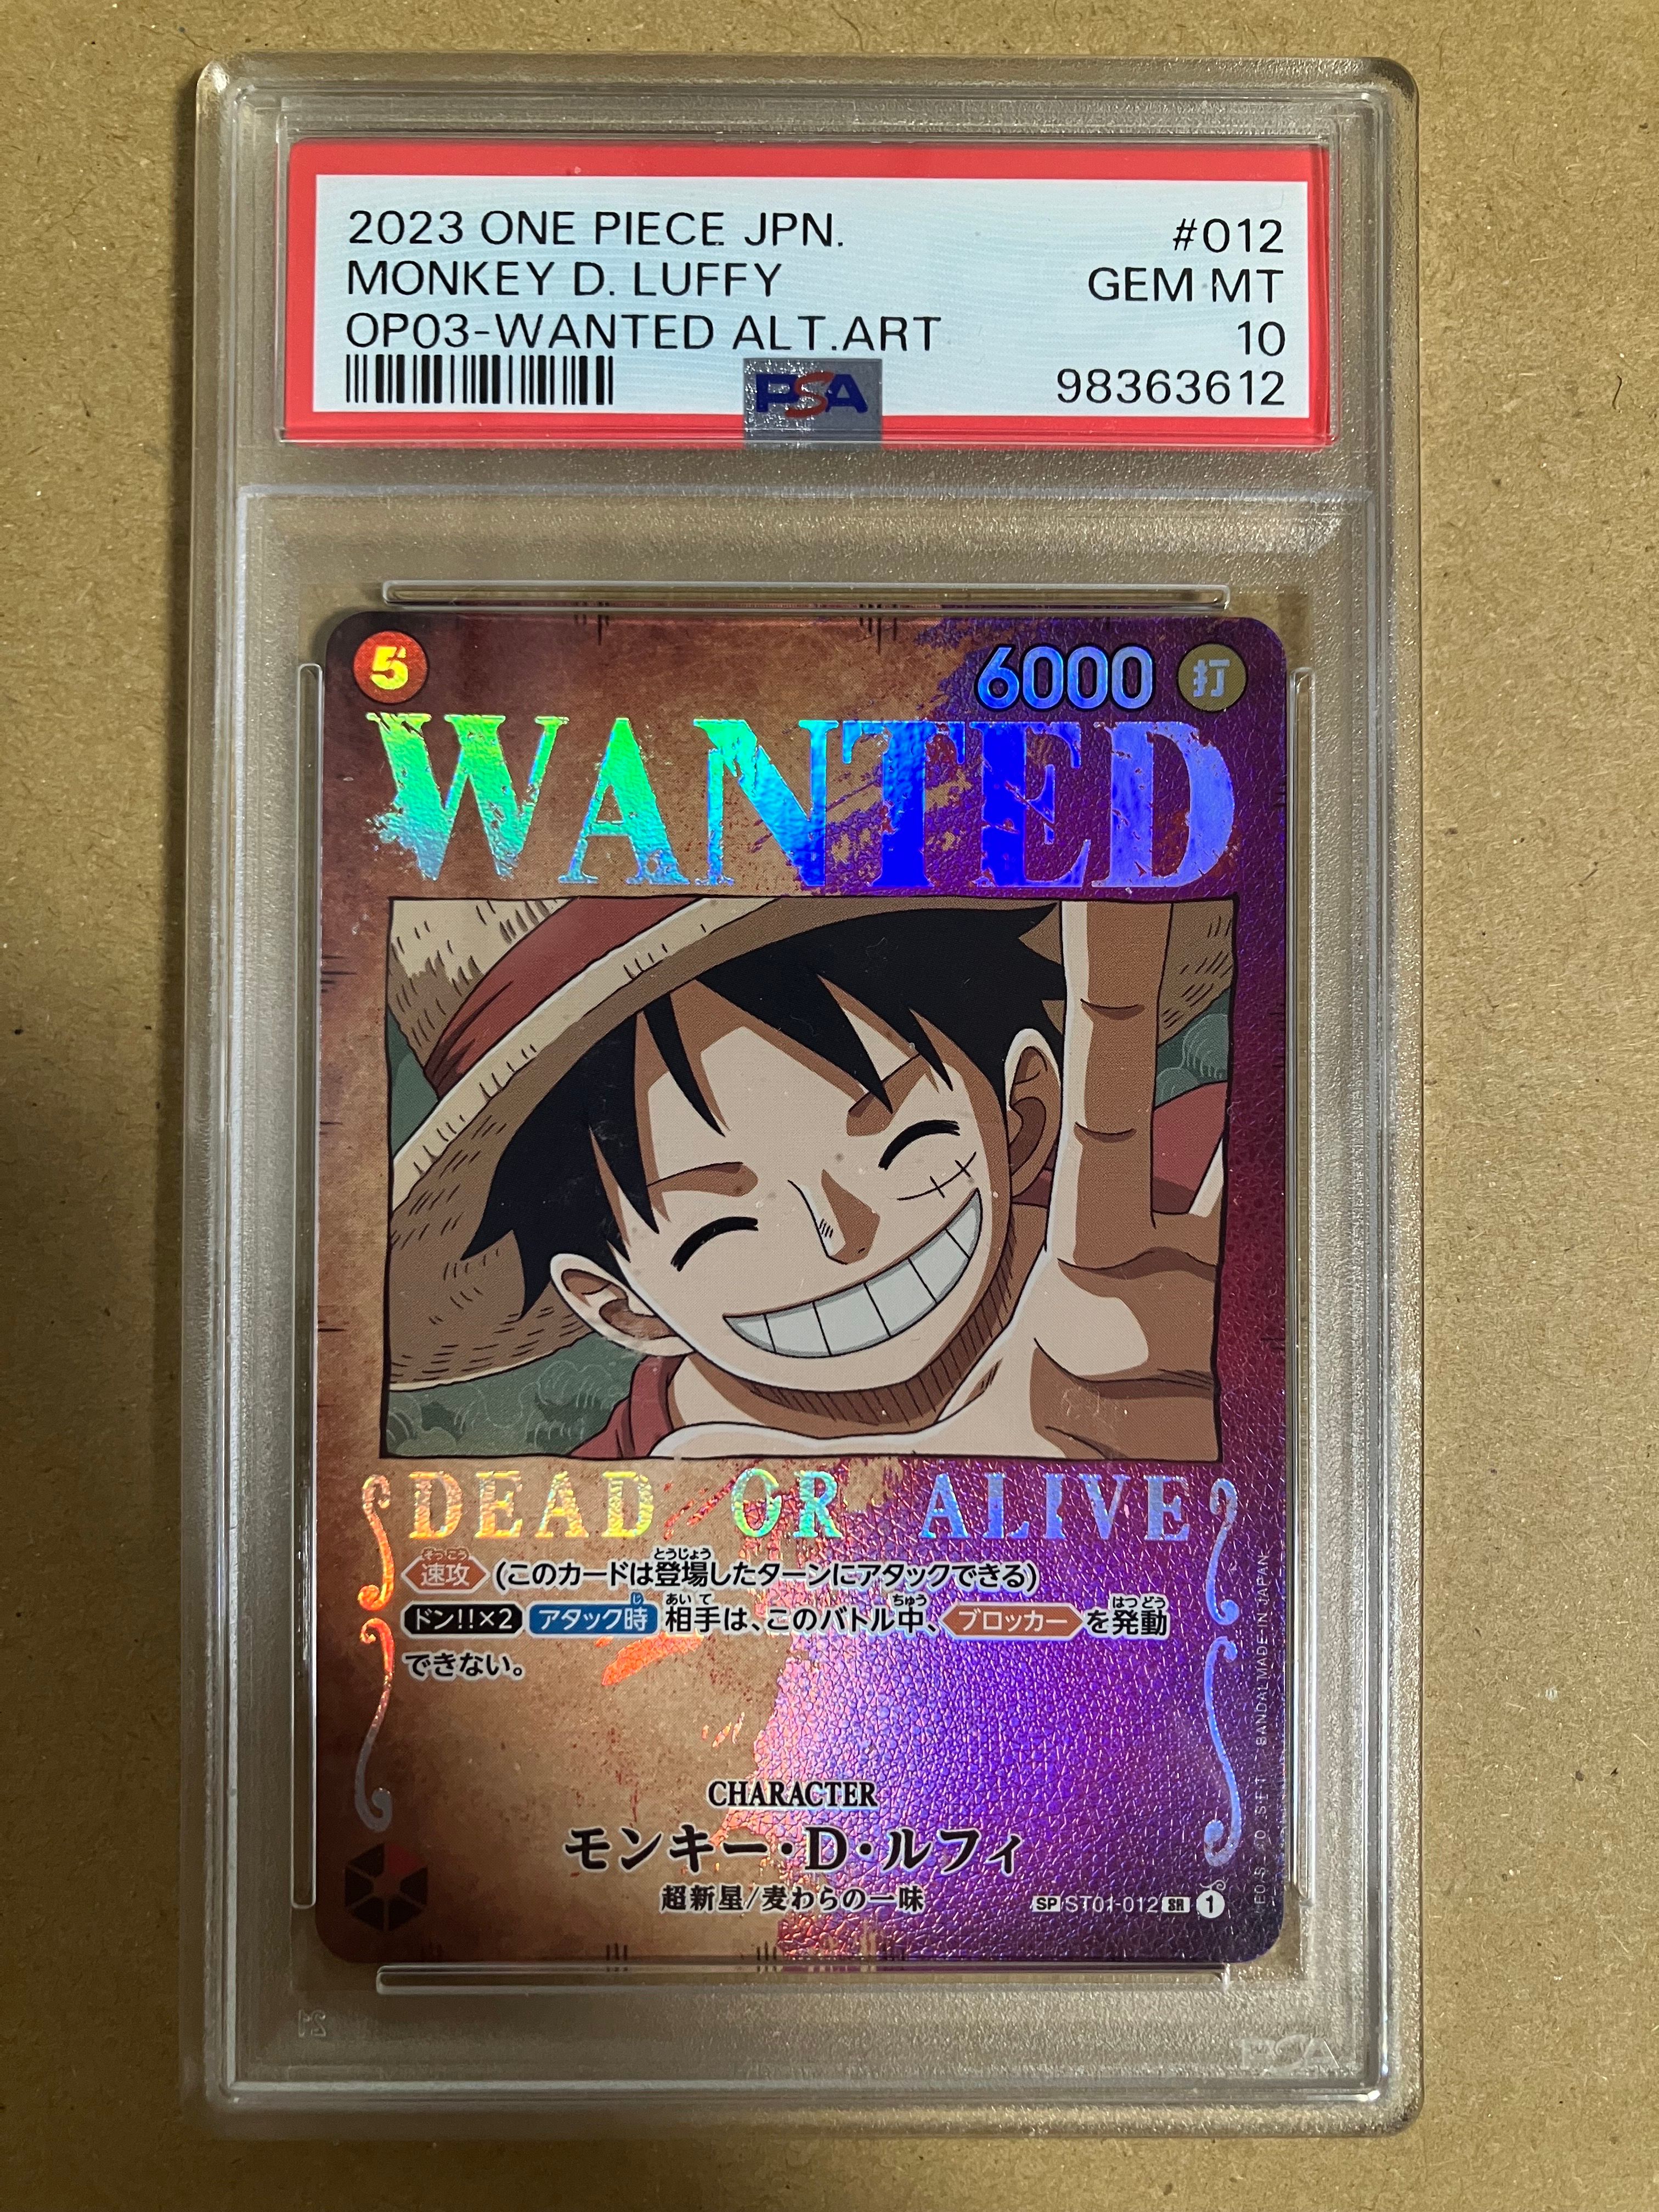 2023 ONE PIECE JPN. #012
MONKEY D. LUFFY GEM MT
OP03-WANTED ALT.ART 10
PSA 98363612
5 6000 打
WANTED
DEAD OR ALIVE
速攻 (このカードは登場したターンにアタックできる)
ドン!!×2 アタック時 相手は、このバトル中、ブロッカーを発動
できない。
CHARACTER
モンキー・D・ルフィ
超新星/麦わらの一味
SP ST01-012 SR 1
BANDAI MADE IN JAPAN
PSA